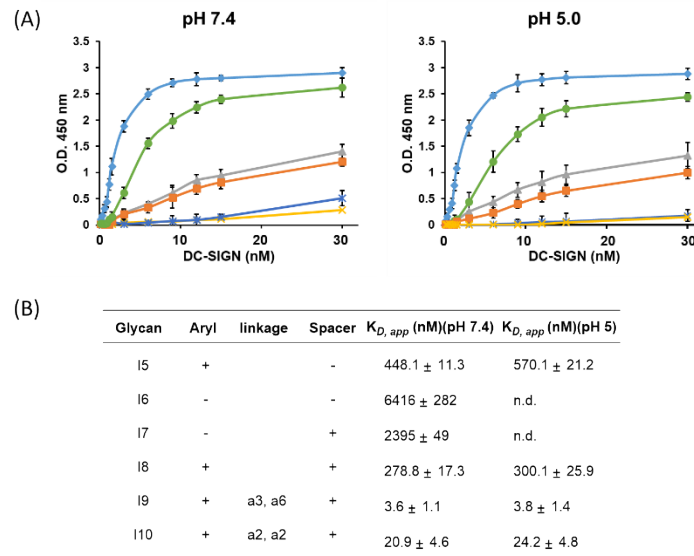 (A)
pH 7.4
pH 5.0
O.D. 450 nm
3.5
3
2.5
2
1.5
1
0.5
0
0
10
20
30
DC-SIGN (nM)
O.D. 450 nm
3.5
3
2.5
2
1.5
1
0.5
0
0
10
20
30
DC-SIGN (nM)
(B)
Glycan Aryl linkage Spacer K_D, app (nM)(pH 7.4) K_D, app (nM)(pH 5)
I5 + - 448.1 ± 11.3 570.1 ± 21.2
I6 - - 6416 ± 282 n.d.
I7 - + 2395 ± 49 n.d.
I8 + + 278.8 ± 17.3 300.1 ± 25.9
I9 + a3, a6 + 3.6 ± 1.1 3.8 ± 1.4
I10 + a2, a2 + 20.9 ± 4.6 24.2 ± 4.8